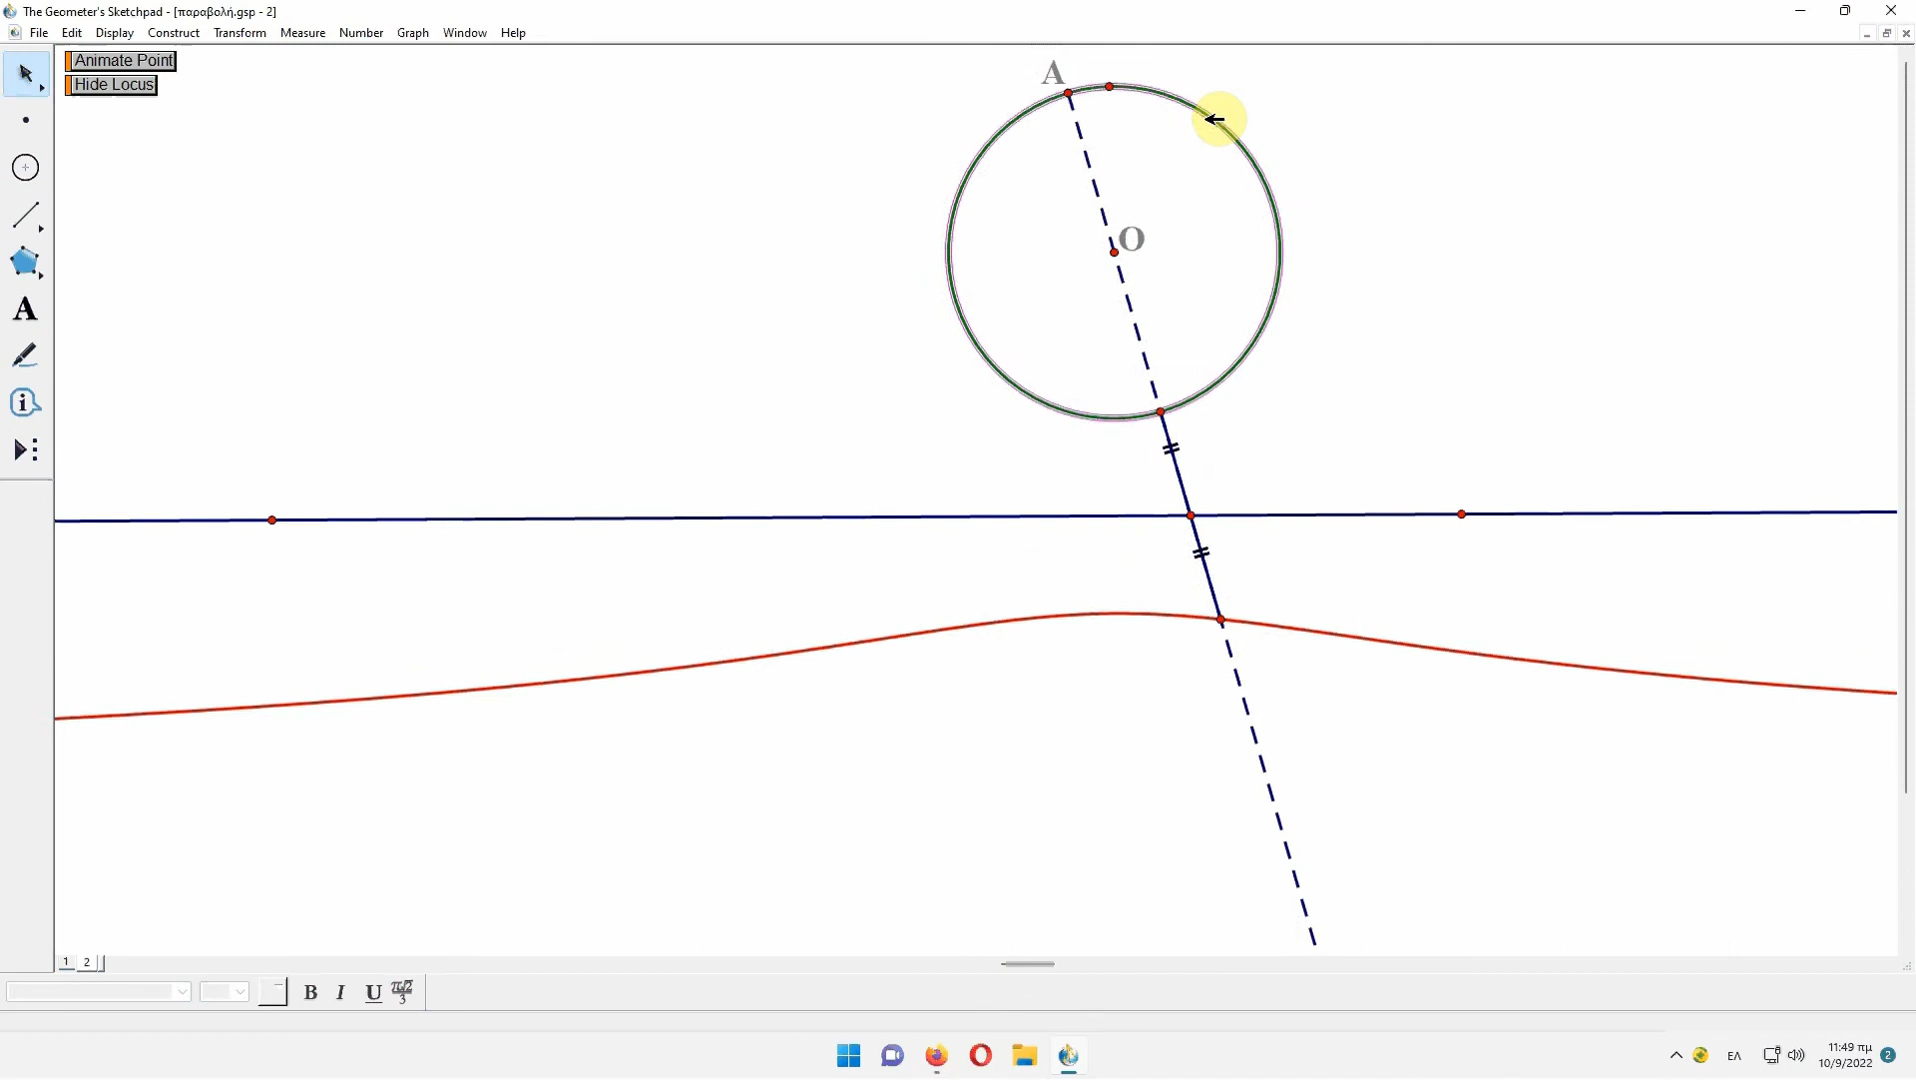 The Geometer's Sketchpad - [παραβολή.gsp - 2]
File Edit Display Construct Transform Measure Number Graph Window Help
Animate Point
Hide Locus
A
O
A
1 2
B I U
ΕΛ
11:49 πμ
10/9/2022
2